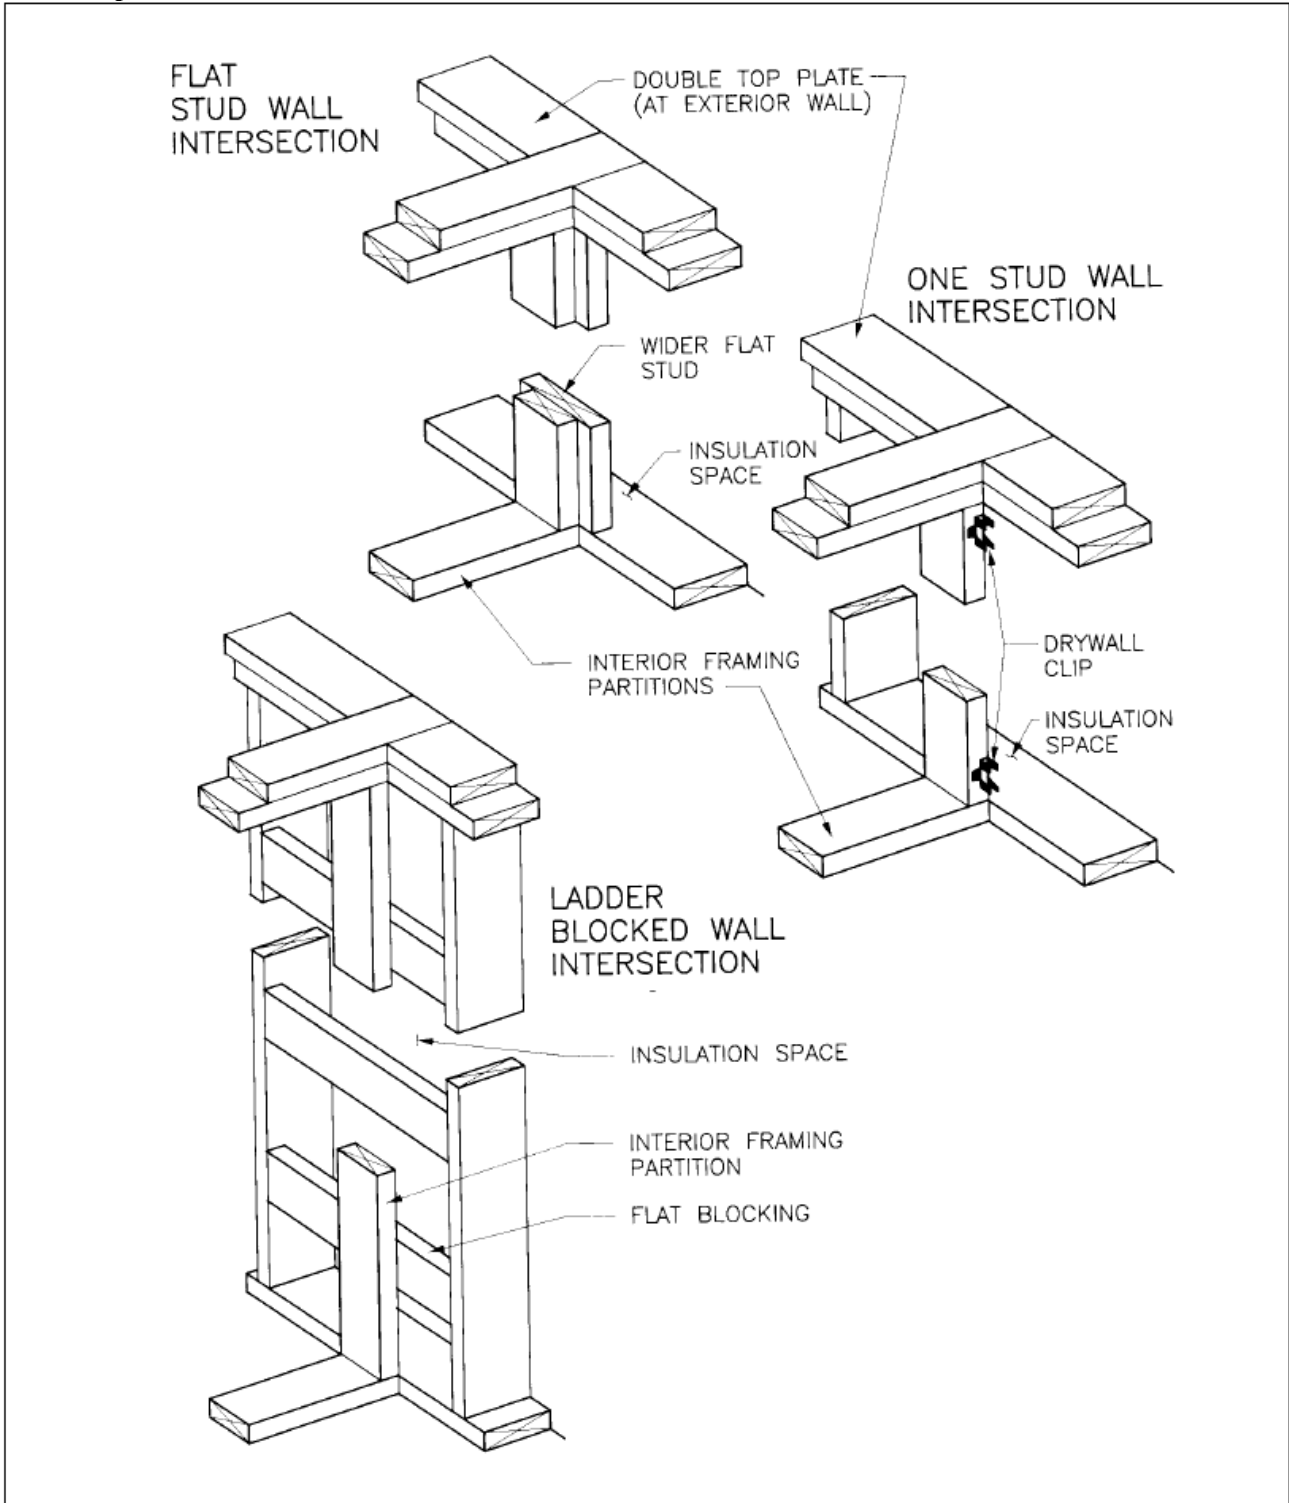 FLAT
STUD WALL
INTERSECTION
DOUBLE TOP PLATE
(AT EXTERIOR WALL)
ONE STUD WALL
INTERSECTION
WIDER FLAT
STUD
INSULATION
SPACE
INTERIOR FRAMING
PARTITIONS
DRYWALL
CLIP
INSULATION
SPACE
LADDER
BLOCKED WALL
INTERSECTION
INSULATION SPACE
INTERIOR FRAMING
PARTITION
FLAT BLOCKING